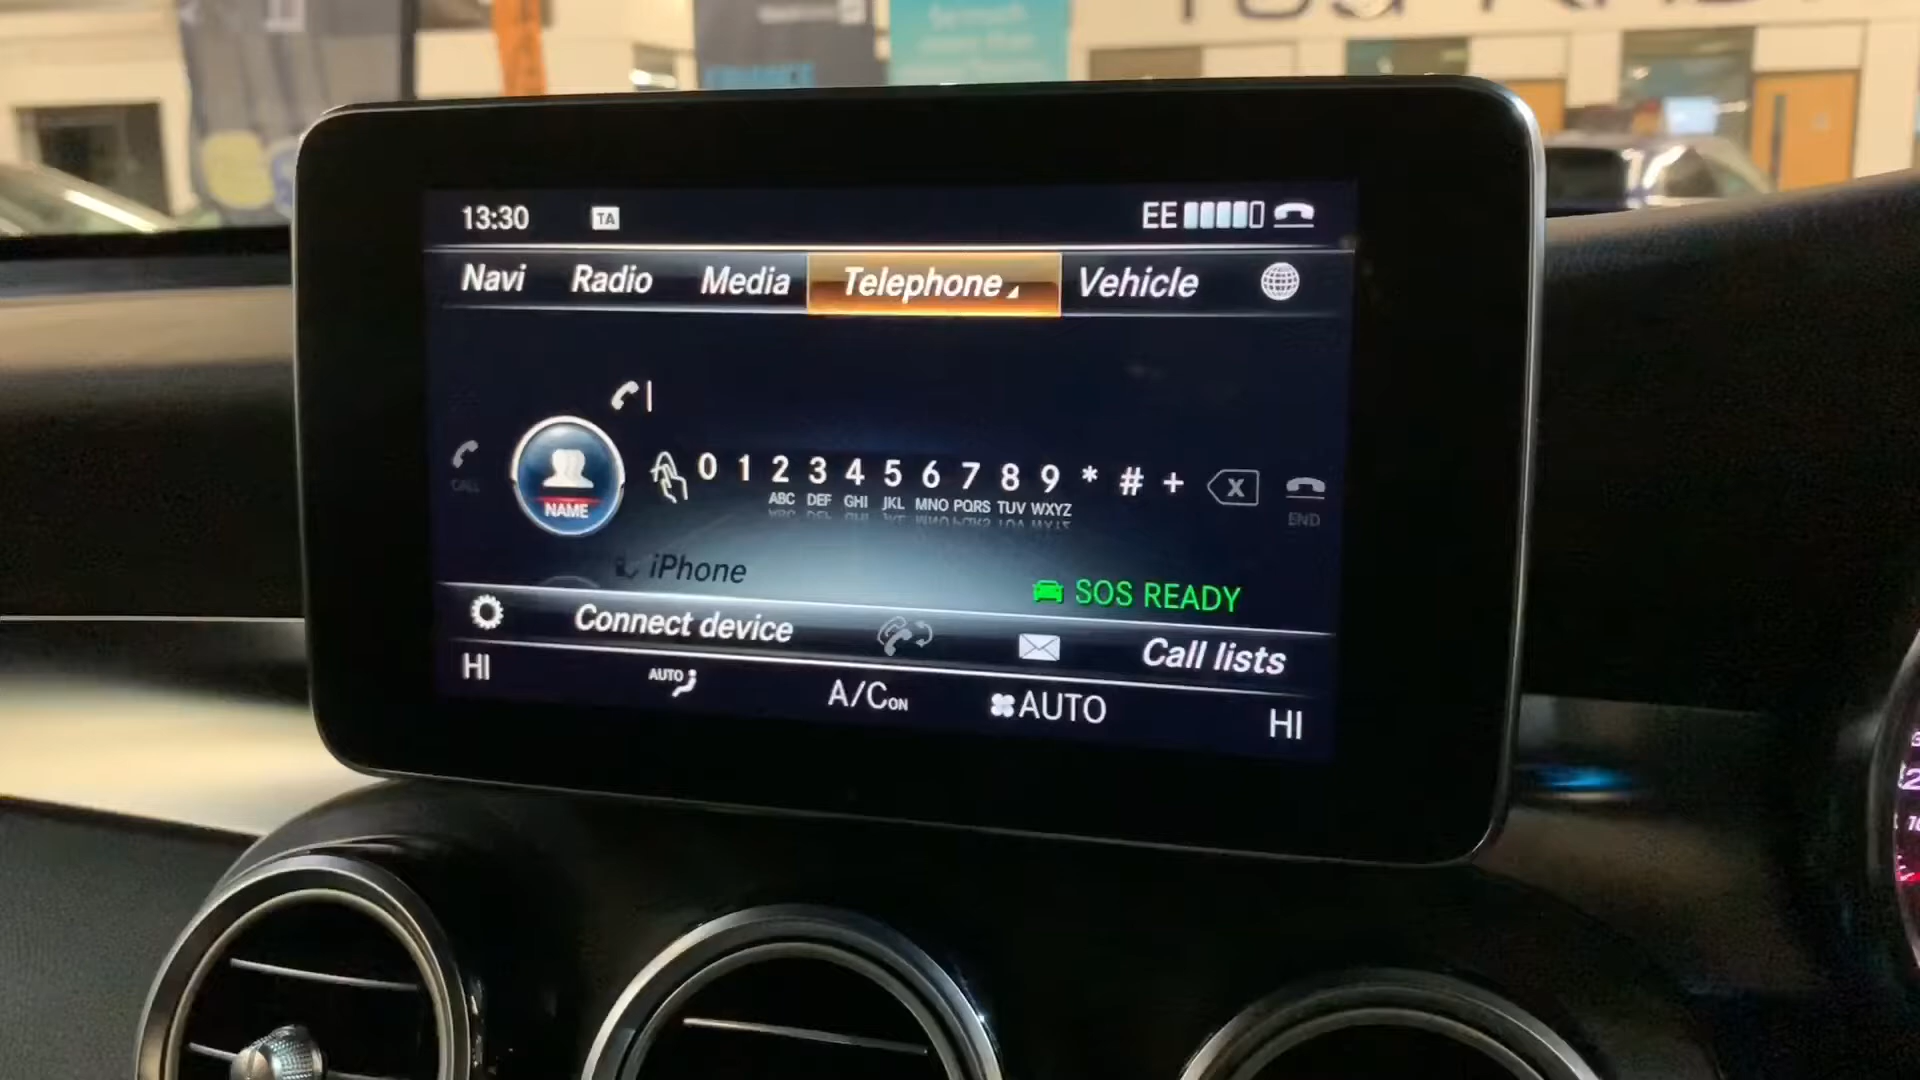 13:30 TA EE
Navi Radio Media Telephone Vehicle
0 1 2 3 4 5 6 7 8 9 * # +
ABC DEF GHI JKL MNO PQRS TUV WXYZ
CALL NAME X END
iPhone
SOS READY
Connect device Call lists
HI AUTO A/C ON AUTO HI